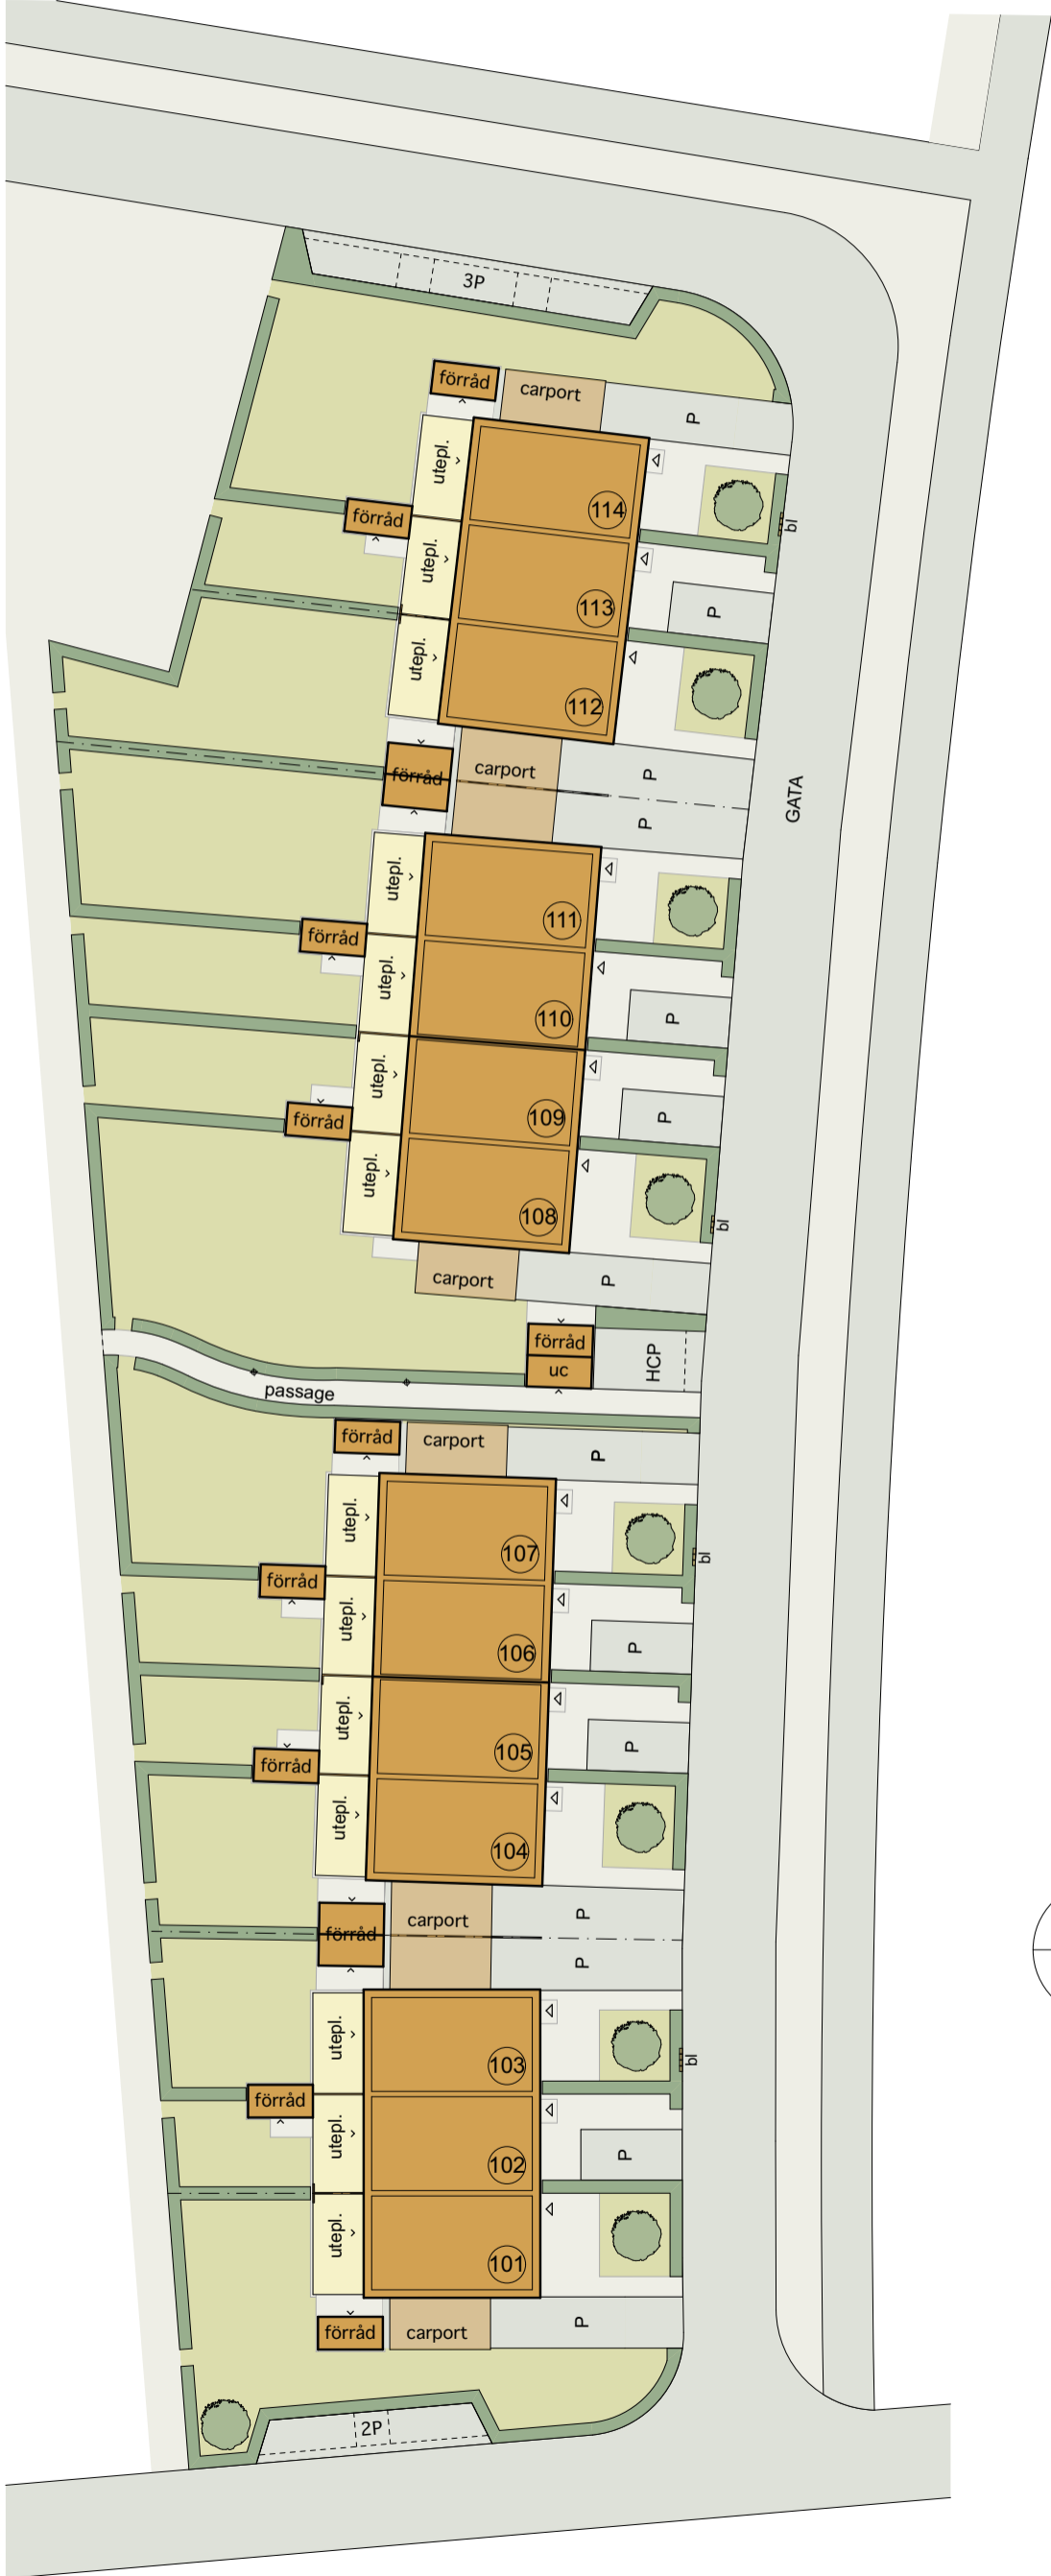 3P
förråd
carport
P
utepl.
114
bl
förråd
utepl.
113
P
utepl.
112
förråd
carport
P
P
GATA
utepl.
111
förråd
utepl.
110
P
utepl.
109
P
förråd
utepl.
108
bl
carport
P
förråd
uc
HCP
passage
förråd
carport
P
utepl.
107
bl
förråd
utepl.
106
P
utepl.
105
P
förråd
utepl.
104
förråd
carport
P
P
utepl.
103
bl
förråd
utepl.
102
P
utepl.
101
förråd
carport
P
2P